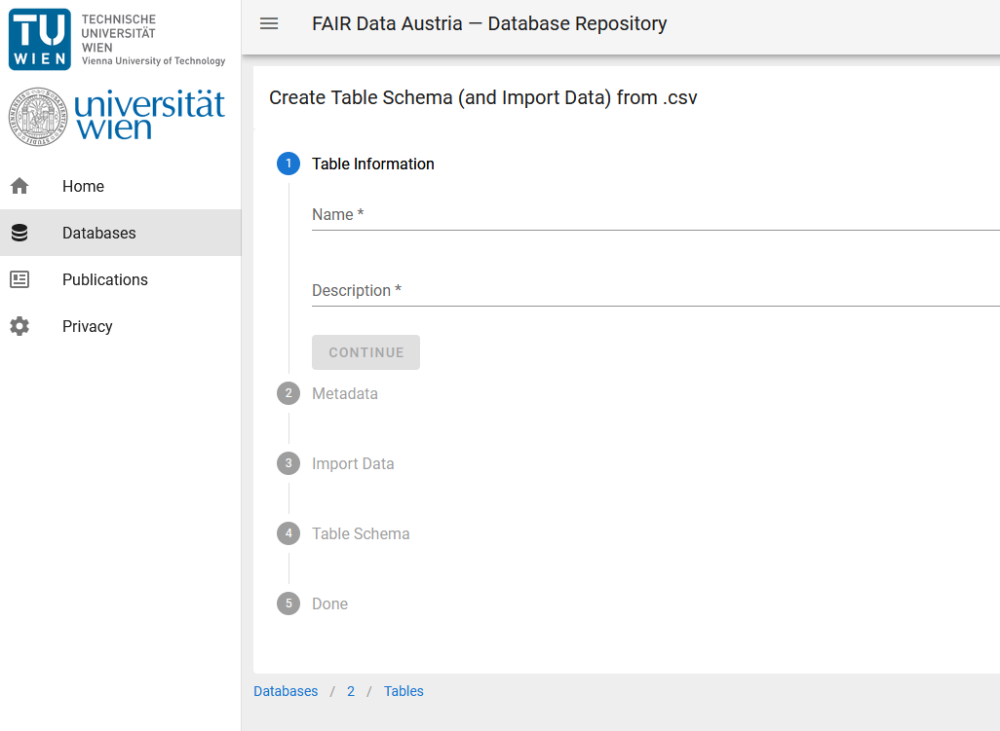 TU
WIEN
TECHNISCHE
UNIVERSITÄT
WIEN
Vienna University of Technology
universität
wien
Home
Databases
Publications
Privacy
FAIR Data Austria — Database Repository
Create Table Schema (and Import Data) from .csv
1 Table Information
Name *
Description *
CONTINUE
2 Metadata
3 Import Data
4 Table Schema
5 Done
Databases / 2 / Tables